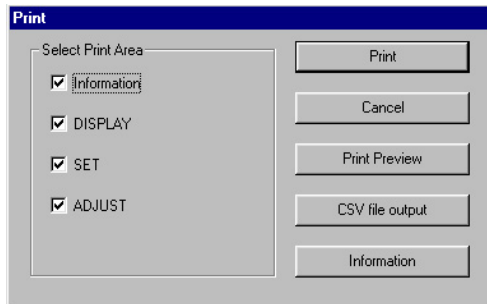 Print
Select Print Area
Information
DISPLAY
SET
ADJUST
Print
Cancel
Print Preview
CSV file output
Information